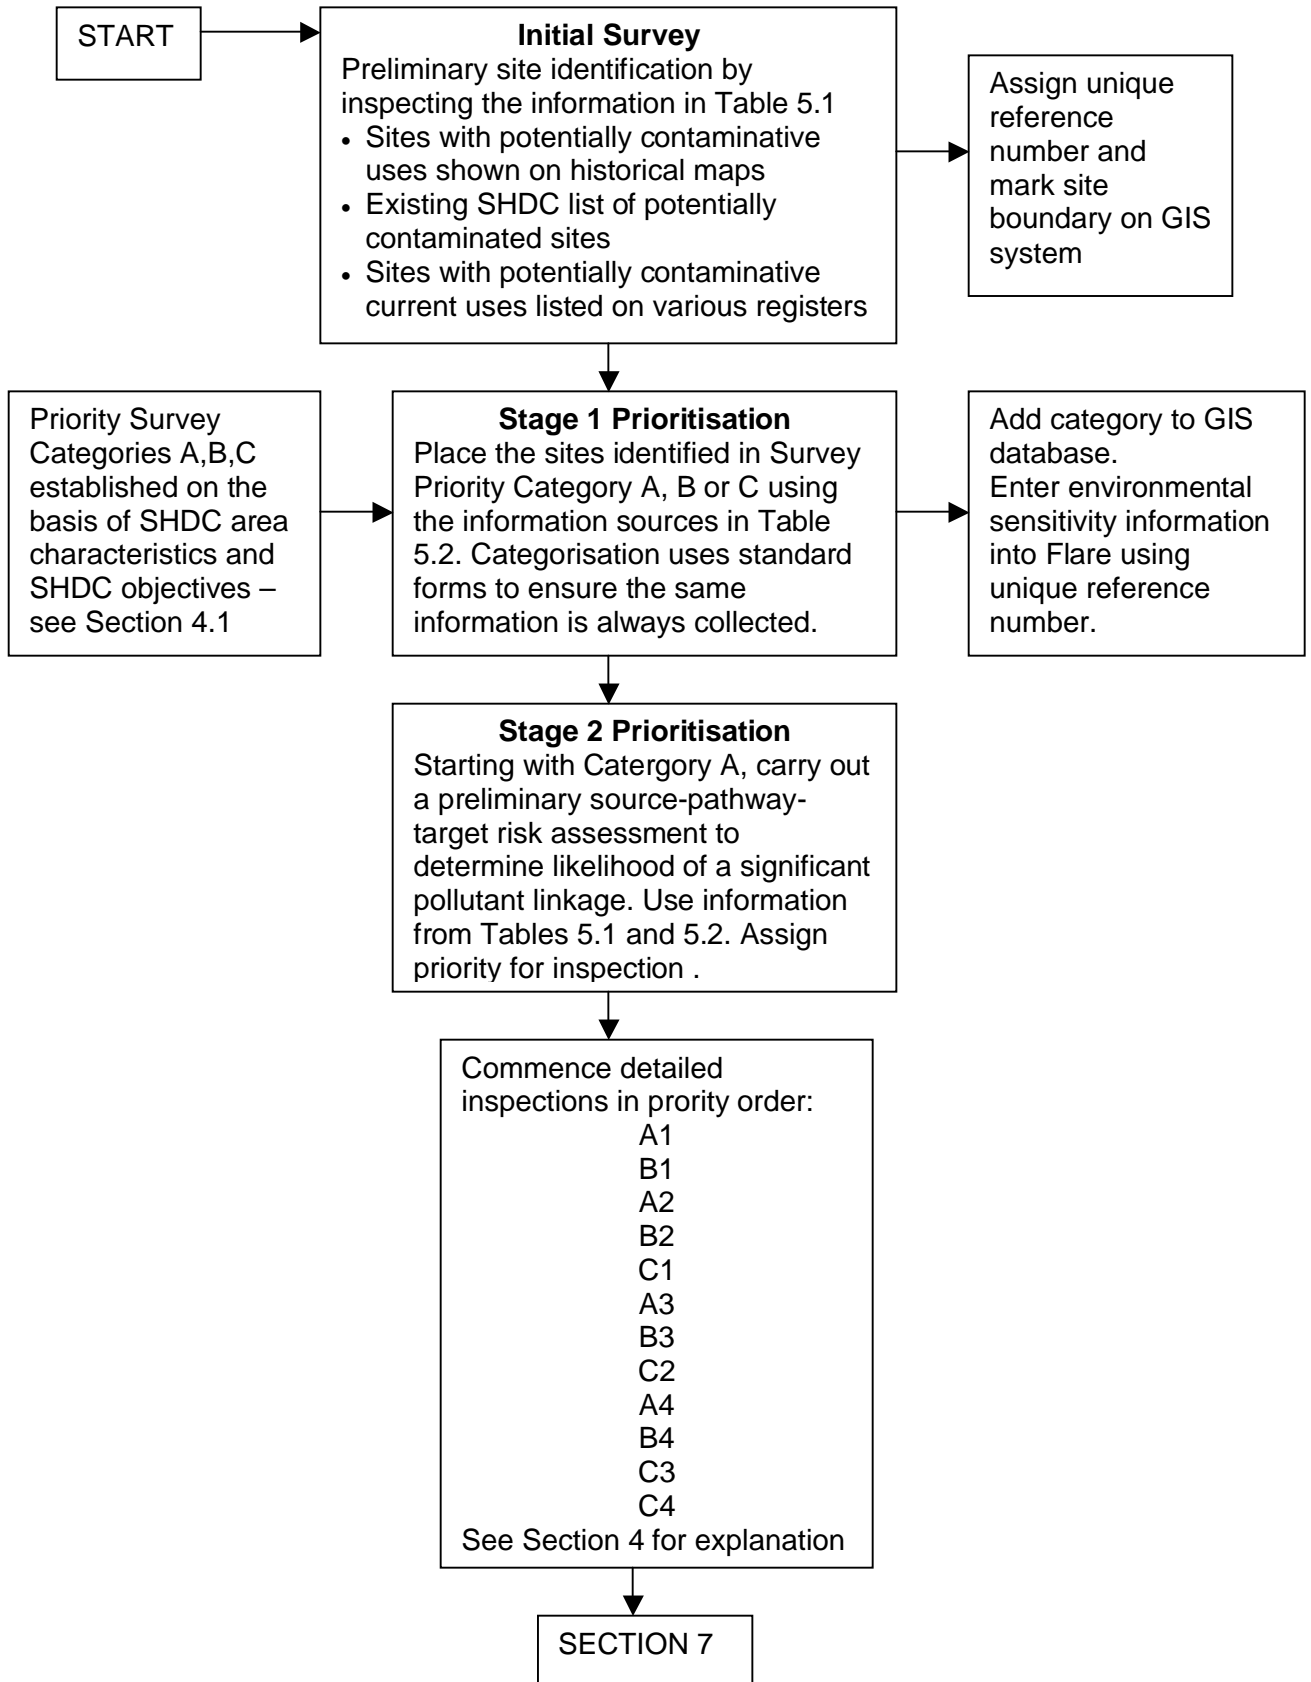 START
Initial Survey
Preliminary site identification by
inspecting the information in Table 5.1
• Sites with potentially contaminative
uses shown on historical maps
• Existing SHDC list of potentially
contaminated sites
• Sites with potentially contaminative
current uses listed on various registers
Assign unique
reference
number and
mark site
boundary on GIS
system
Priority Survey
Categories A,B,C
established on the
basis of SHDC area
characteristics and
SHDC objectives –
see Section 4.1
Stage 1 Prioritisation
Place the sites identified in Survey
Priority Category A, B or C using
the information sources in Table
5.2. Categorisation uses standard
forms to ensure the same
information is always collected.
Add category to GIS
database.
Enter environmental
sensitivity information
into Flare using
unique reference
number.
Stage 2 Prioritisation
Starting with Catergory A, carry out
a preliminary source-pathway-
target risk assessment to
determine likelihood of a significant
pollutant linkage. Use information
from Tables 5.1 and 5.2. Assign
priority for inspection .
Commence detailed
inspections in prority order:
A1
B1
A2
B2
C1
A3
B3
C2
A4
B4
C3
C4
See Section 4 for explanation
SECTION 7